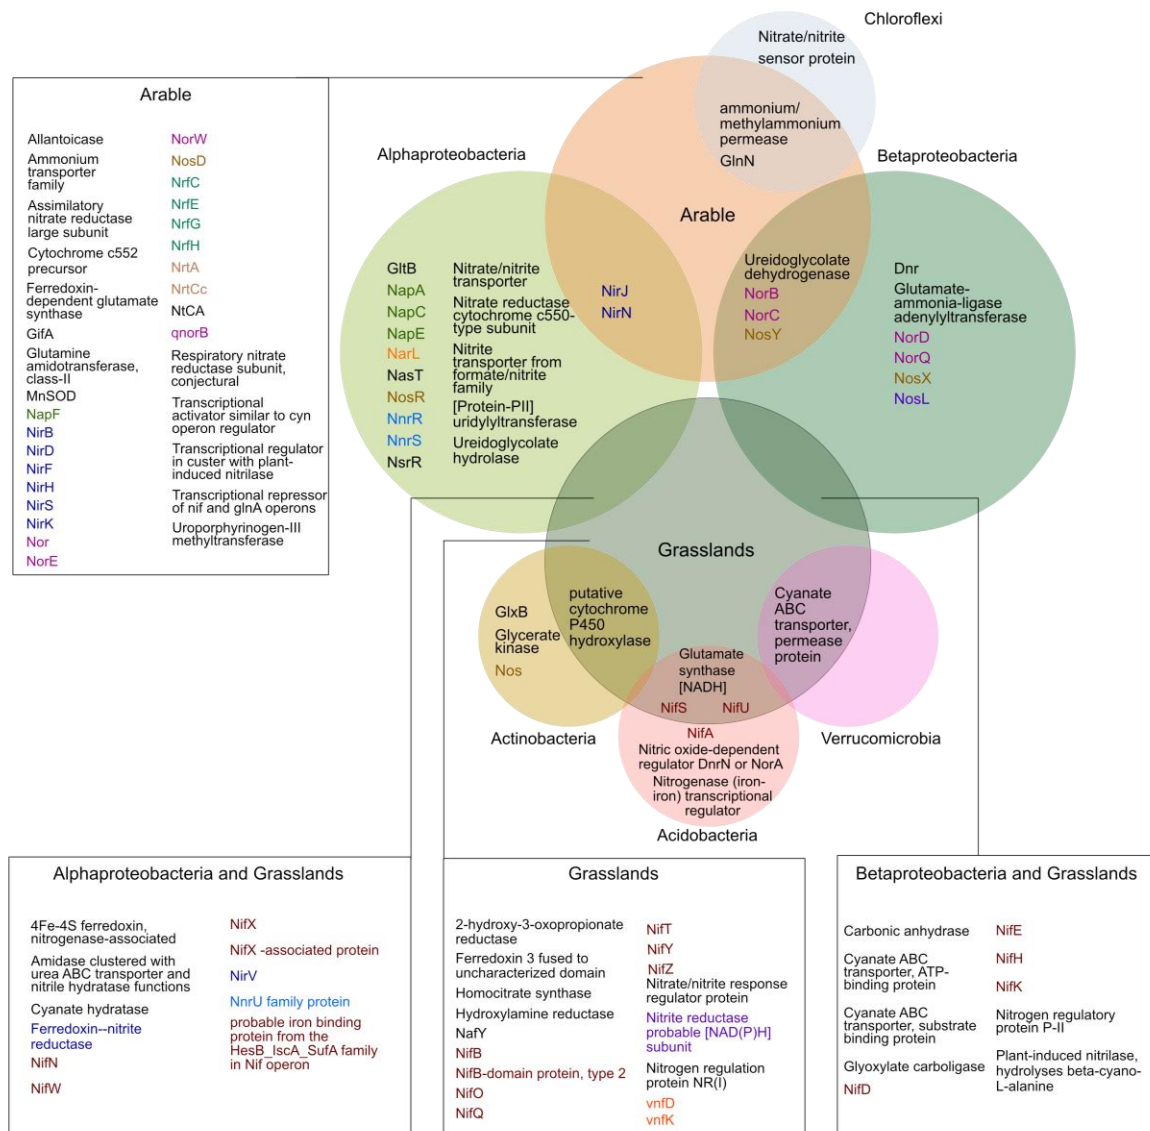 Chloroflexi
Nitrate/nitrite
sensor protein
Arable
Allantoicase
Ammonium
transporter
family
Assimilatory
nitrate reductase
large subunit
Cytochrome c552
precursor
Ferredoxin-
dependent glutamate
synthase
GifA
Glutamine
amidotransferase,
class-II
MnSOD
NapF
NirB
NirD
NirF
NirH
NirS
NirK
Nor
NorE
NorW
NosD
NrfC
NrfE
NrfG
NrfH
NrtA
NrtCc
NtCA
qnorB
Respiratory nitrate
reductase subunit,
conjectural
Transcriptional
activator similar to cyn
operon regulator
Transcriptional regulator
in custer with plant-
induced nitrilase
Transcriptional repressor
of nif and glnA operons
Uroporphyrinogen-III
methyltransferase
ammonium/
methylammonium
permease
GlnN
Alphaproteobacteria
Betaproteobacteria
Arable
GltB
NapA
NapC
NapE
NarL
NasT
NosR
NnrR
NnrS
NsrR
Nitrate/nitrite
transporter
Nitrate reductase
cytochrome c550-
type subunit
Nitrite
transporter from
formate/nitrite
family
[Protein-PII]
uridylyltransferase
Ureidoglycolate
hydrolase
NirJ
NirN
Ureidoglycolate
dehydrogenase
NorB
NorC
NosY
Dnr
Glutamate-
ammonia-ligase
adenylyltransferase
NorD
NorQ
NosX
NosL
Grasslands
GlxB
Glycerate
kinase
Nos
putative
cytochrome
P450
hydroxylase
Cyanate
ABC
transporter,
permease
protein
Glutamate
synthase
[NADH]
NifS NifU
NifA
Nitric oxide-dependent
regulator DnrN or NorA
Nitrogenase (iron-
iron) transcriptional
regulator
Actinobacteria
Verrucomicrobia
Acidobacteria
Alphaproteobacteria and Grasslands
4Fe-4S ferredoxin,
nitrogenase-associated
Amidase clustered with
urea ABC transporter and
nitrile hydratase functions
Cyanate hydratase
Ferredoxin--nitrite
reductase
NifN
NifW
NifX
NifX -associated protein
NirV
NnrU family protein
probable iron binding
protein from the
HesB_IscA_SufA family
in Nif operon
Grasslands
2-hydroxy-3-oxopropionate
reductase
Ferredoxin 3 fused to
uncharacterized domain
Homocitrate synthase
Hydroxylamine reductase
NafY
NifB
NifB-domain protein, type 2
NifO
NifQ
NifT
NifY
NifZ
Nitrate/nitrite response
regulator protein
Nitrite reductase
probable [NAD(P)H]
subunit
Nitrogen regulation
protein NR(I)
vnfD
vnfK
Betaproteobacteria and Grasslands
Carbonic anhydrase
Cyanate ABC
transporter, ATP-
binding protein
Cyanate ABC
transporter, substrate
binding protein
Glyoxylate carboligase
NifD
NifE
NifH
NifK
Nitrogen regulatory
protein P-II
Plant-induced nitrilase,
hydrolyses beta-cyano-
L-alanine